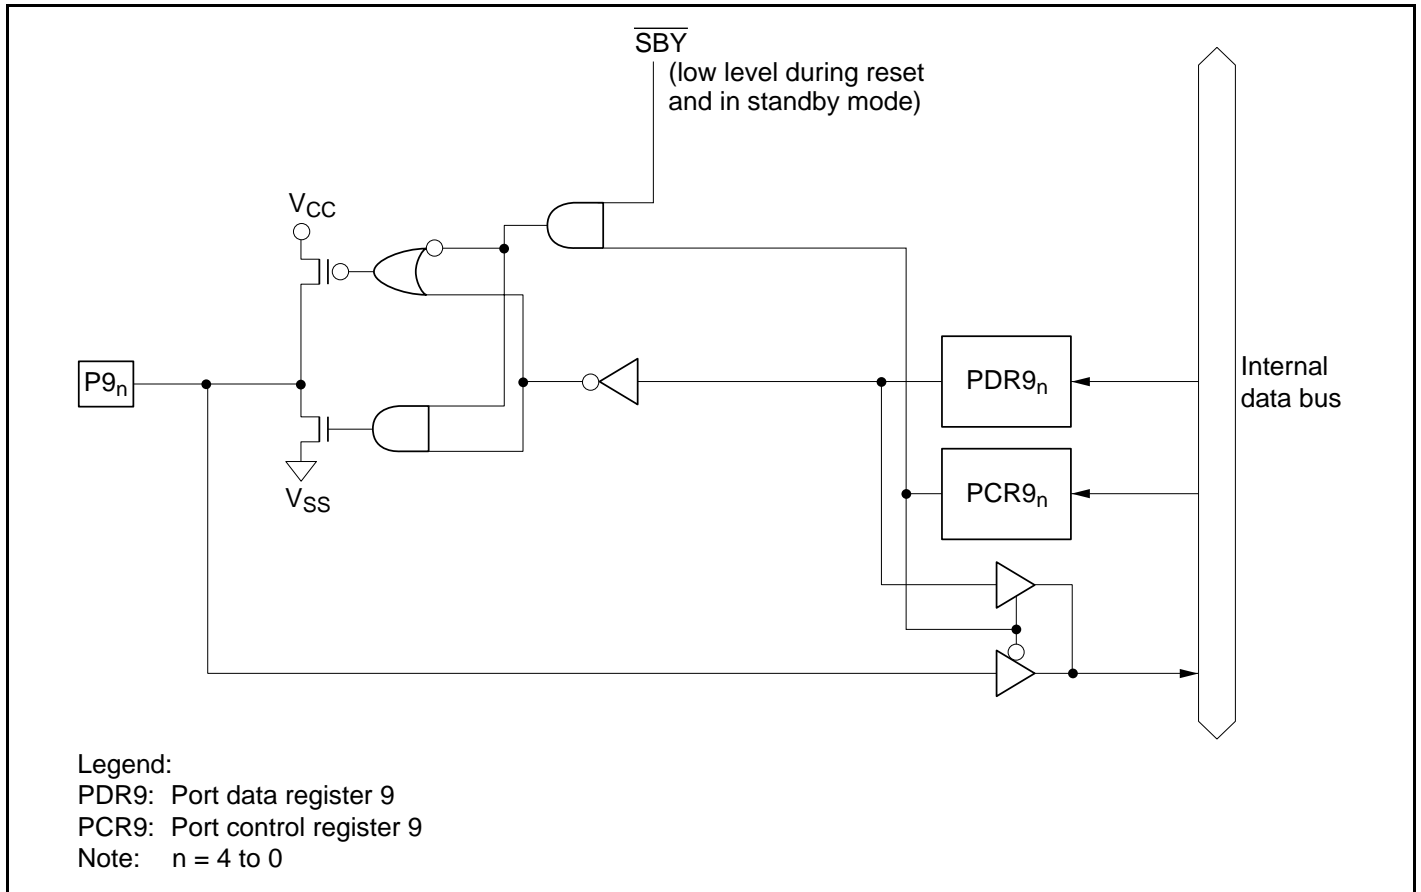 SBY
(low level during reset
and in standby mode)
VCC
P9n
VSS
PDR9n
PCR9n
Internal
data bus
Legend:
PDR9: Port data register 9
PCR9: Port control register 9
Note: n = 4 to 0